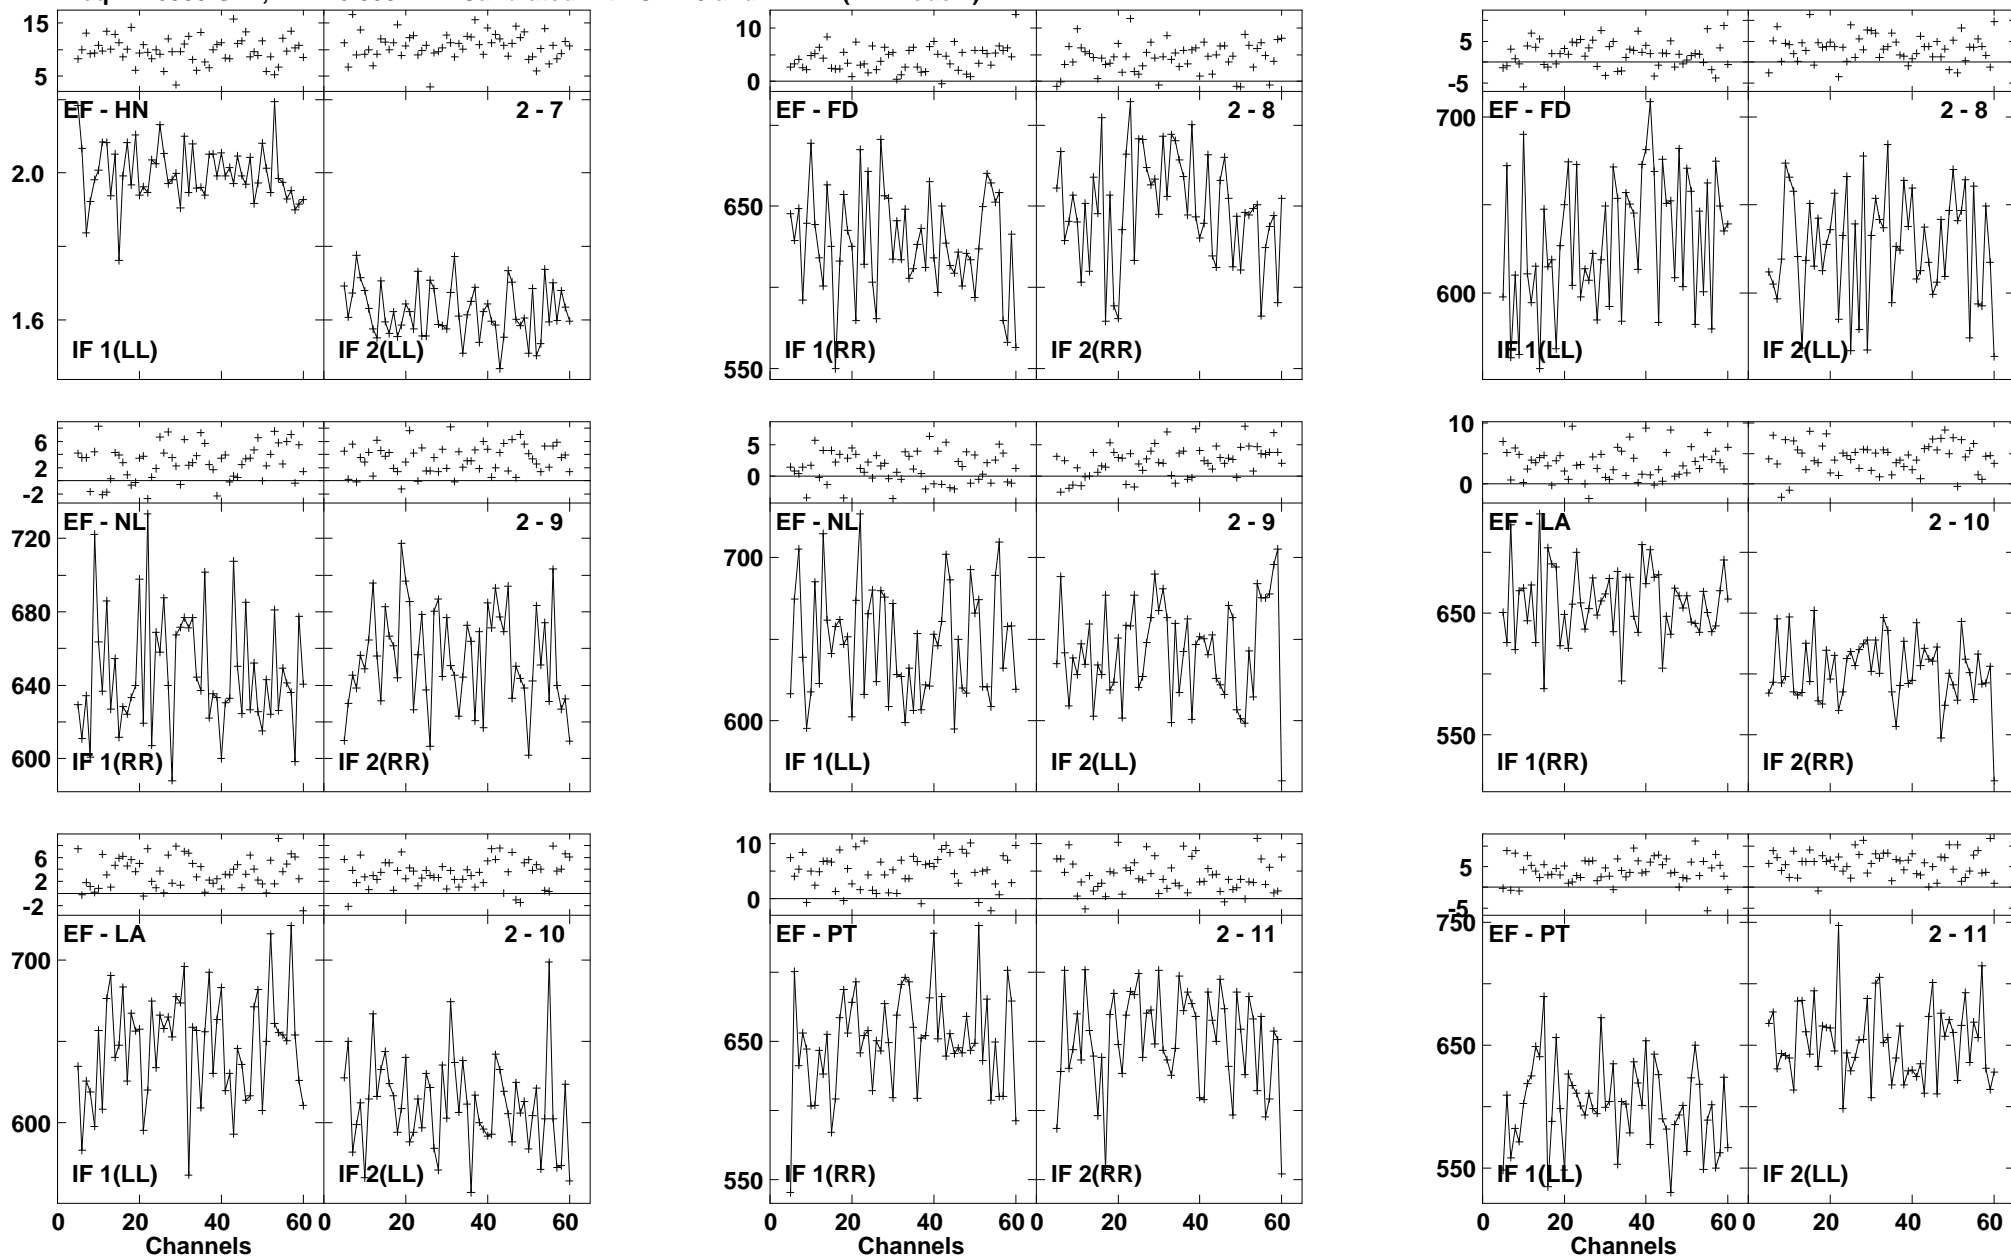 15
5
EF - HN
2 - 7
2.0
1.6
IF 1(LL)
IF 2(LL)
10
0
EF - FD
2 - 8
650
550
IF 1(RR)
IF 2(RR)
5
-5
EF - FD
2 - 8
700
600
IF 1(LL)
IF 2(LL)
6
2
-2
EF - NL
2 - 9
720
680
640
600
IF 1(RR)
IF 2(RR)
5
0
EF - NL
2 - 9
700
600
IF 1(LL)
IF 2(LL)
10
0
EF - LA
2 - 10
650
550
IF 1(RR)
IF 2(RR)
6
2
-2
EF - LA
2 - 10
700
600
IF 1(LL)
IF 2(LL)
0 20 40 60 0 20 40 60
Channels
10
0
EF - PT
2 - 11
650
550
IF 1(RR)
IF 2(RR)
0 20 40 60 0 20 40 60
Channels
5
-5
EF - PT
2 - 11
750
650
550
IF 1(LL)
IF 2(LL)
0 20 40 60 0 20 40 60
Channels